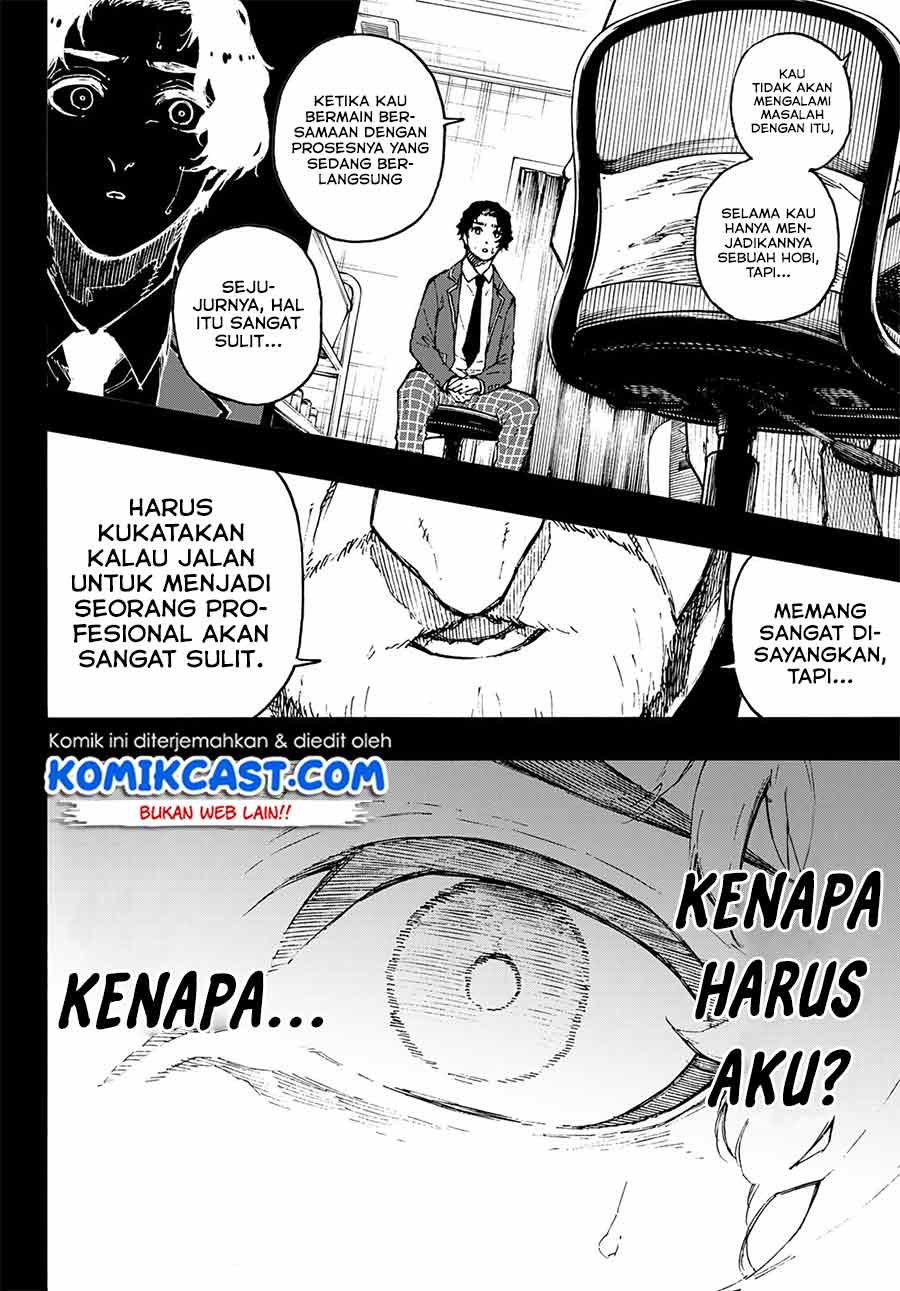 KAU
TIDAK AKAN
MENGALAMI
MASALAH
DENGAN ITU,
SELAMA KAU
HANYA MEN-
JADIKANNYA
SEBUAH HOBI,
TAPI...
KETIKA KAU
BERMAIN BER-
SAMAAN DENGAN
PROSESNYA YANG
SEDANG BER-
LANGSUNG
SEJU-
JURNYA, HAL
ITU SANGAT
SULIT...
MEMANG
SANGAT DI-
SAYANGKAN,
TAPI...
HARUS
KUKATAKAN
KALAU JALAN
UNTUK MENJADI
SEORANG PRO-
FESIONAL AKAN
SANGAT SULIT.
Komik ini diterjemahkan & diedit oleh
KOMIKCAST.COM
BUKAN WEB LAIN!!
KENAPA
HARUS
AKU?
KENAPA...